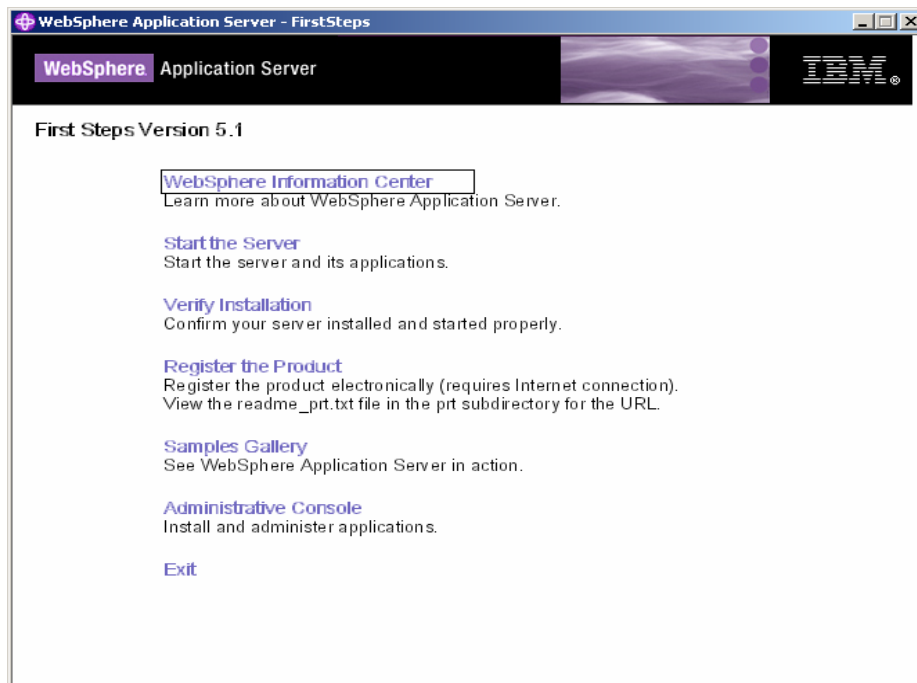 WebSphere Application Server - FirstSteps
WebSphere Application Server
IBM®
First Steps Version 5.1
WebSphere Information Center
Learn more about WebSphere Application Server.
Start the Server
Start the server and its applications.
Verify Installation
Confirm your server installed and started properly.
Register the Product
Register the product electronically (requires Internet connection).
View the readme_prt.txt file in the prt subdirectory for the URL.
Samples Gallery
See WebSphere Application Server in action.
Administrative Console
Install and administer applications.
Exit